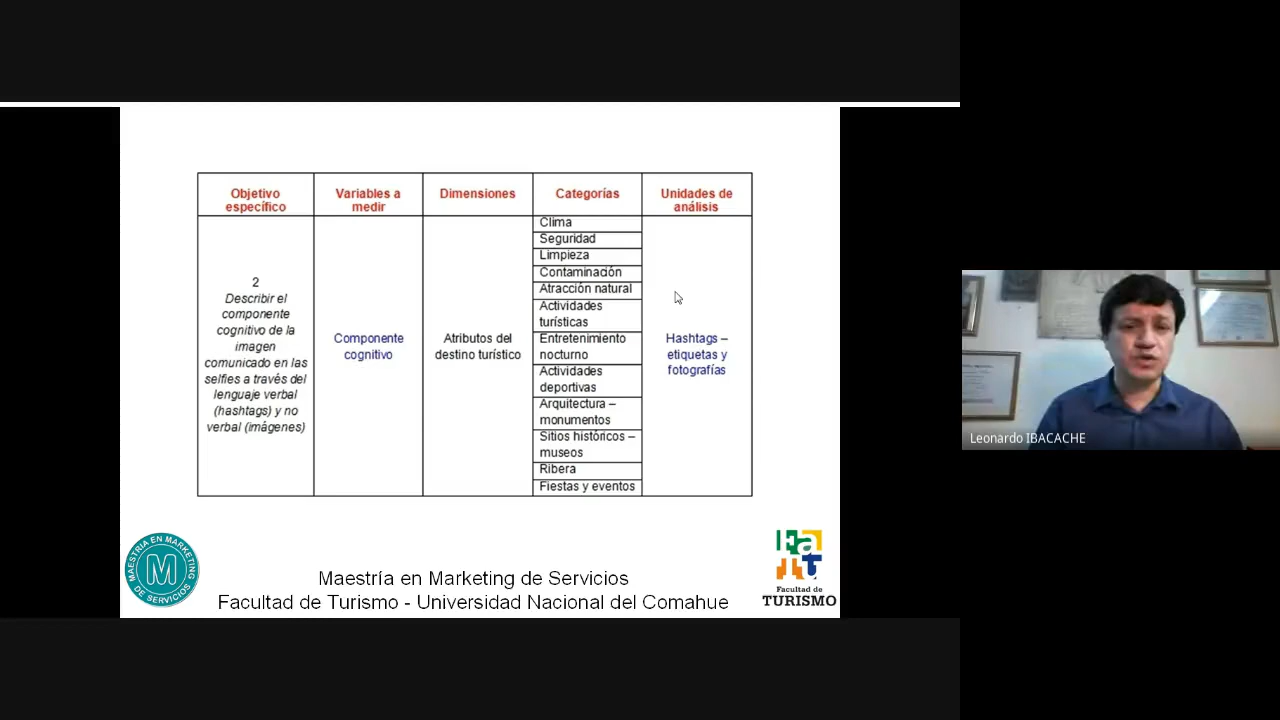 Objetivo
específico
Variables a
medir
Dimensiones
Categorías
Unidades de
análisis
2
Describir el
componente
cognitivo de la
imagen
comunicado en las
selfies a través del
lenguaje verbal
(hashtags) y no
verbal (imágenes)
Componente
cognitivo
Atributos del
destino turístico
Clima
Seguridad
Limpieza
Contaminación
Atracción natural
Actividades
turísticas
Entretenimiento
nocturno
Actividades
deportivas
Arquitectura –
monumentos
Sitios históricos –
museos
Ribera
Fiestas y eventos
Hashtags –
etiquetas y
fotografías
MAESTRÍA EN MARKETING
DE SERVICIOS
M
Maestría en Marketing de Servicios
Facultad de Turismo - Universidad Nacional del Comahue
FaTu
Facultad de
TURISMO
Leonardo IBACACHE